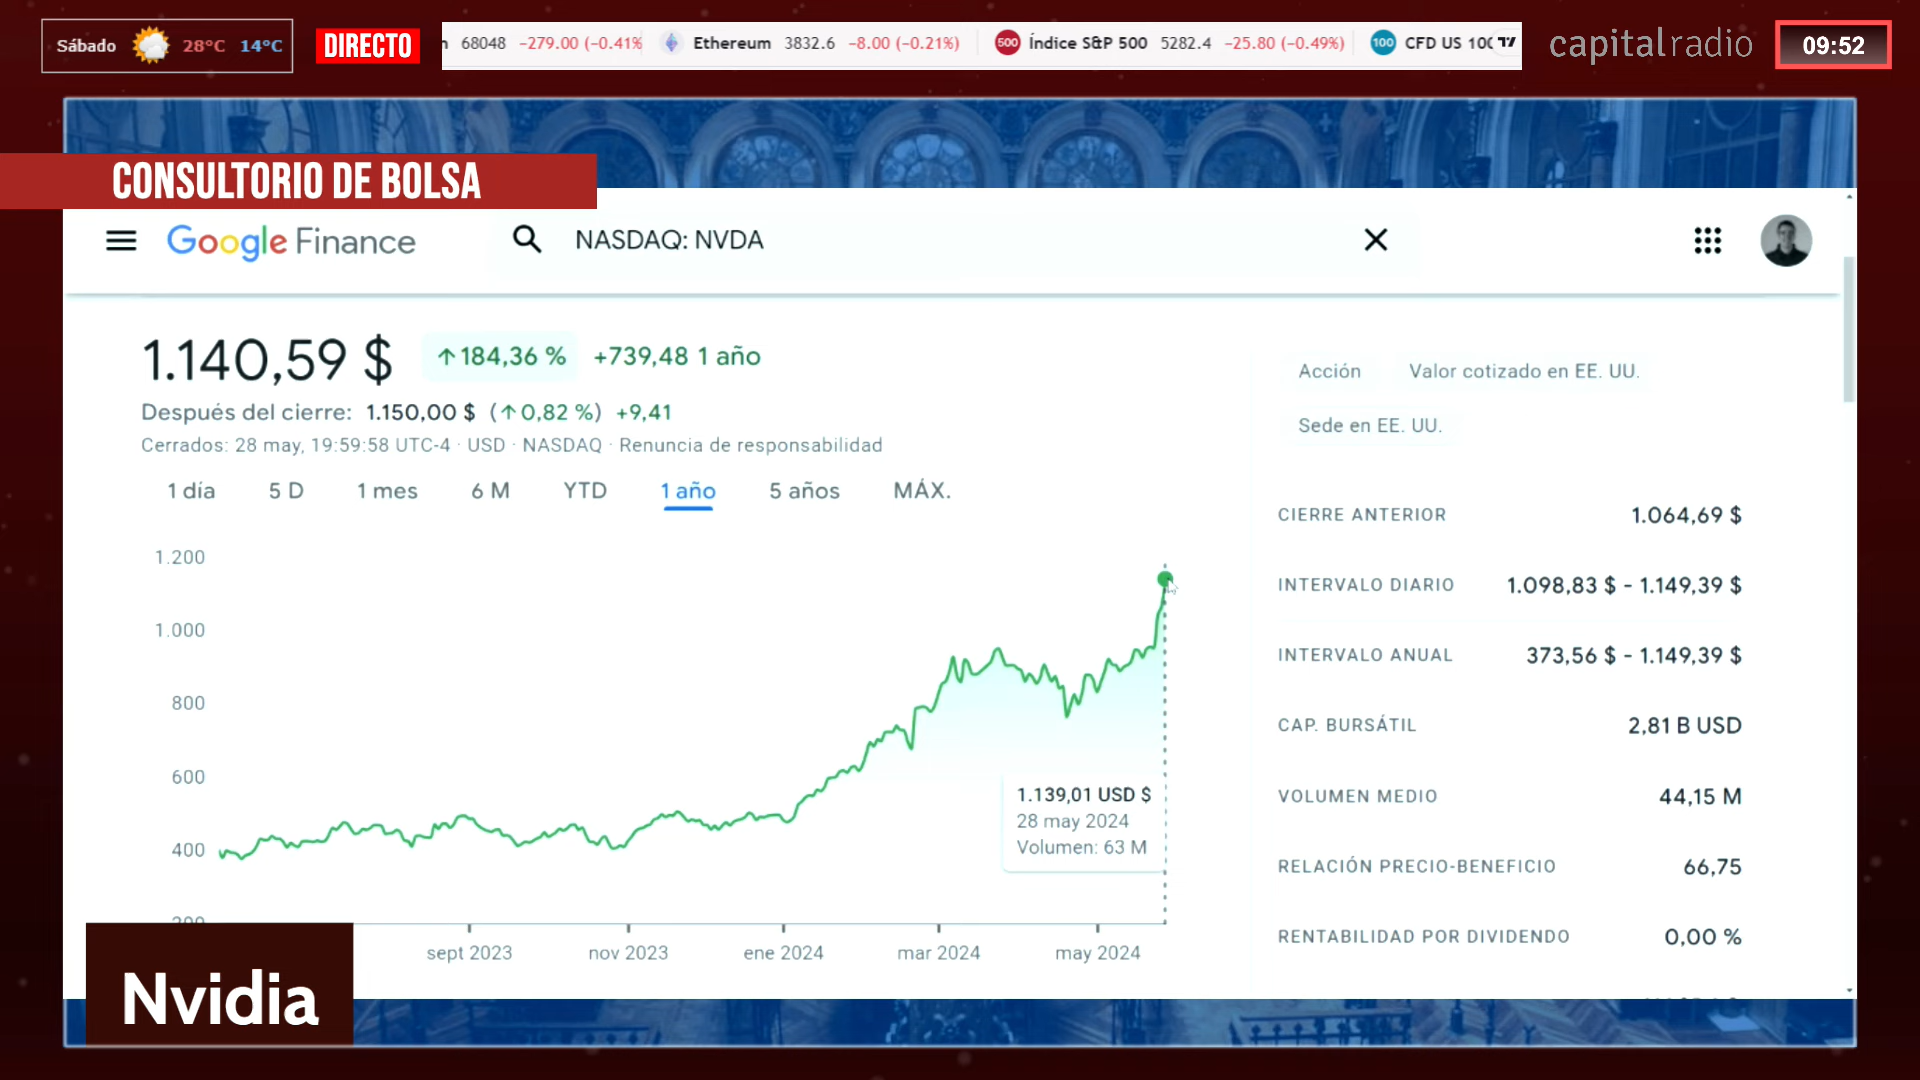 Sábado 28°C 14°C
DIRECTO
68048 −279.00 (−0.41%
Ethereum 3832.6 −8.00 (−0.21%)
500 Índice S&P 500 5282.4 −25.80 (−0.49%)
100 CFD US 100
capitalradio
09:52
CONSULTORIO DE BOLSA
Google Finance
NASDAQ: NVDA
1.140,59 $ ↑184,36 % +739,48 1 año
Después del cierre: 1.150,00 $ (↑0,82 %) +9,41
Cerrados: 28 may, 19:59:58 UTC-4 · USD · NASDAQ · Renuncia de responsabilidad
1 día 5 D 1 mes 6 M YTD 1 año 5 años MÁX.
1.200
1.000
800
600
400
200
1.139,01 USD $
28 may 2024
Volumen: 63 M
sept 2023 nov 2023 ene 2024 mar 2024 may 2024
Acción Valor cotizado en EE. UU.
Sede en EE. UU.
CIERRE ANTERIOR 1.064,69 $
INTERVALO DIARIO 1.098,83 $ - 1.149,39 $
INTERVALO ANUAL 373,56 $ - 1.149,39 $
CAP. BURSÁTIL 2,81 B USD
VOLUMEN MEDIO 44,15 M
RELACIÓN PRECIO-BENEFICIO 66,75
RENTABILIDAD POR DIVIDENDO 0,00 %
Nvidia